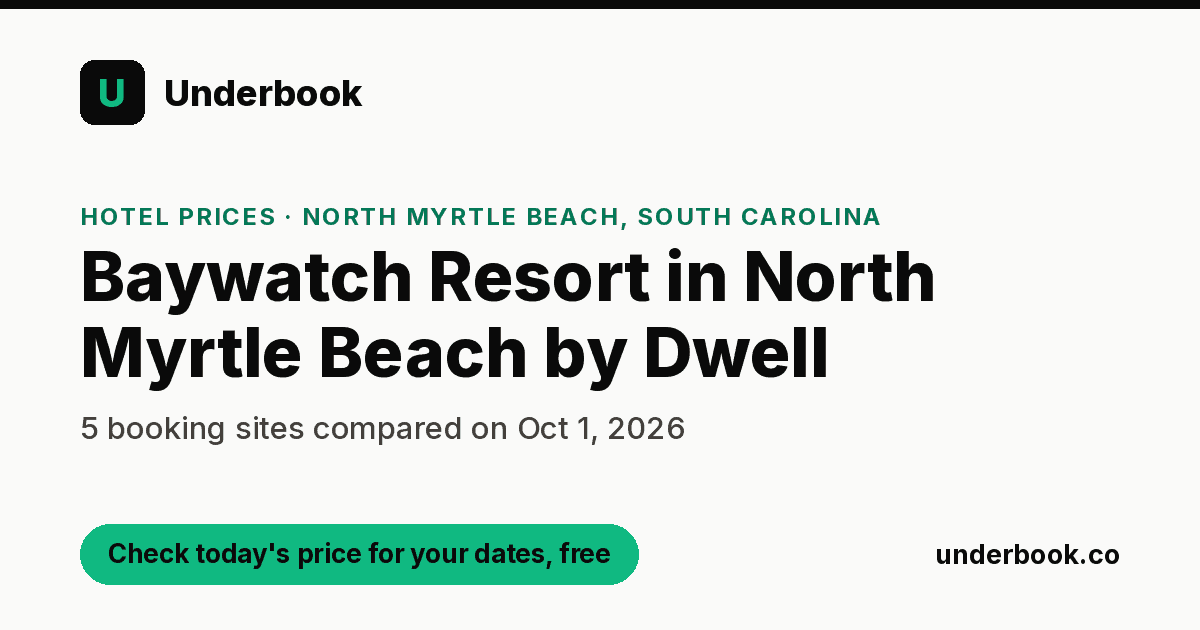 U Underbook
HOTEL PRICES · NORTH MYRTLE BEACH, SOUTH CAROLINA
Baywatch Resort in North
Myrtle Beach by Dwell
5 booking sites compared on Oct 1, 2026
Check today's price for your dates, free
underbook.co